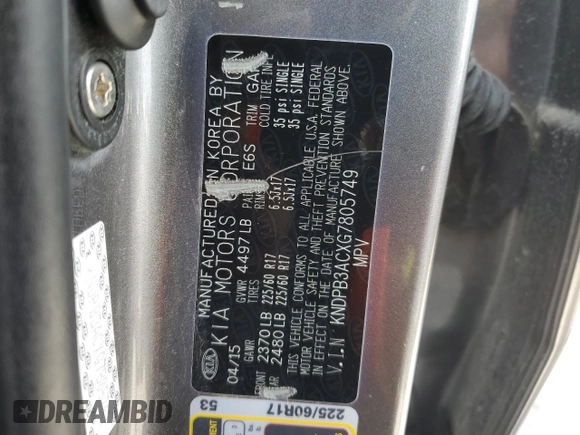 MANUFACTURED IN KOREA BY
KIA MOTORS CORPORATION
04/15 GVWR 4497LB E6S TRIM GA
GAWR TIRES RIMS COLD TIRE INFL
2370LB 225/60 R17 6.5Jx17 35 psi SINGLE
2480LB 225/60 R17 6.5Jx17 35 psi SINGLE
THIS VEHICLE CONFORMS TO ALL APPLICABLE U.S.A. FEDERAL
MOTOR VEHICLE SAFETY AND THEFT PREVENTION STANDARDS
IN EFFECT ON THE DATE OF MANUFACTURE SHOWN ABOVE.
V.I.N KNDPB3ACXG7805749
MPV
KIA
225/60R17
53
DREAMBID